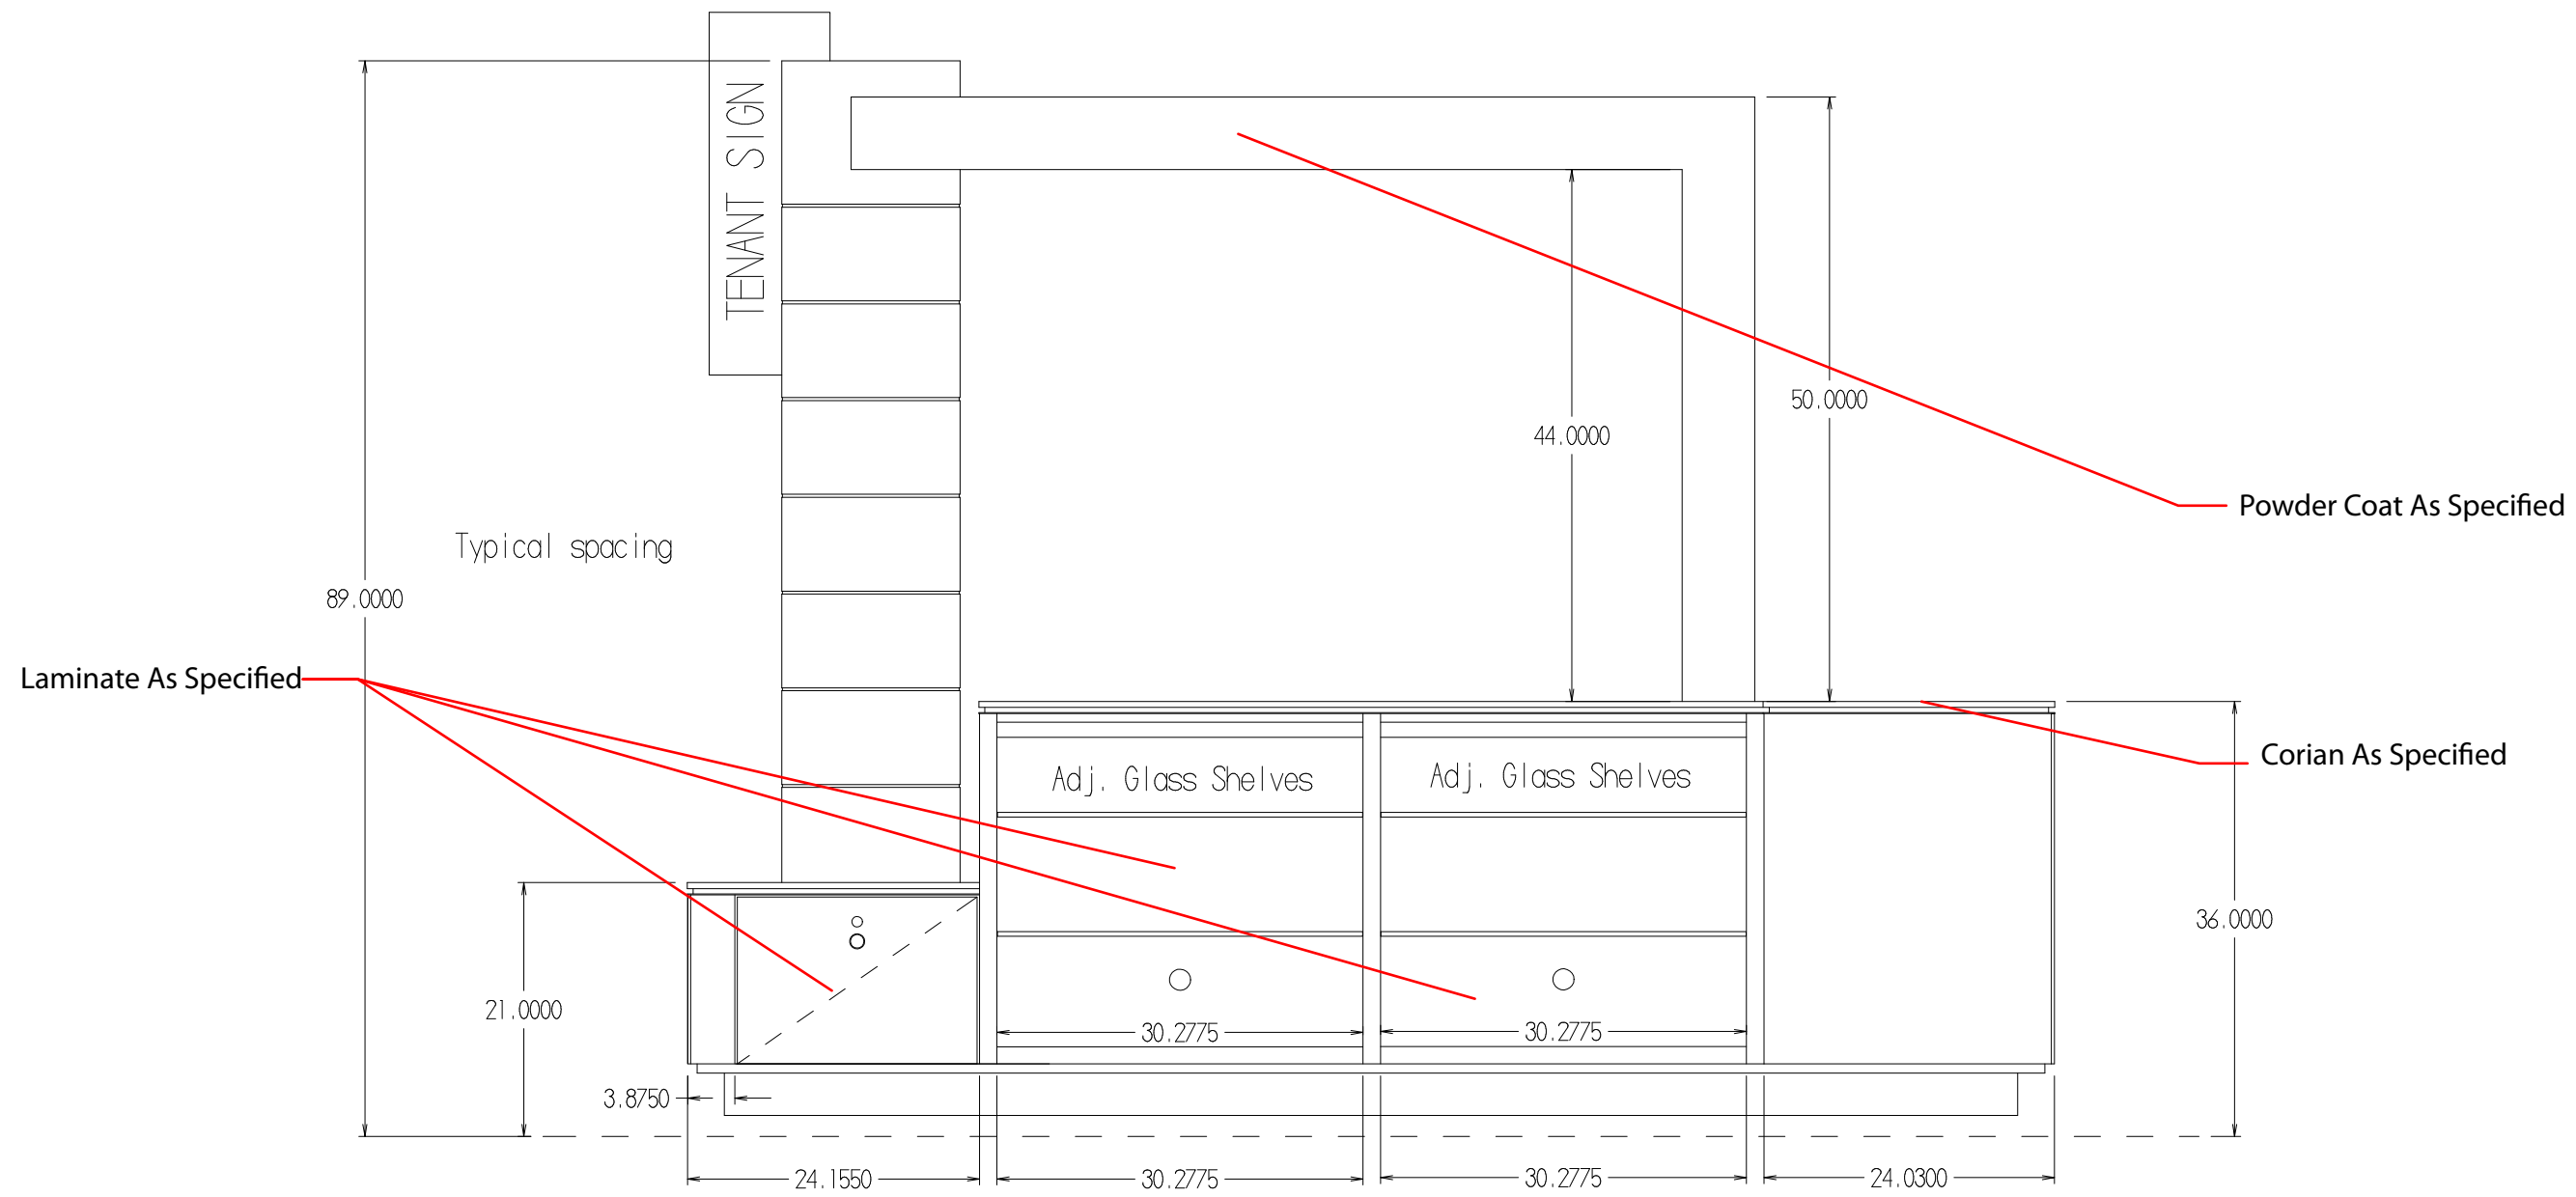 TENANT SIGN
50.0000
44.0000
Powder Coat As Specified
Typical spacing
89.0000
Laminate As Specified
Corian As Specified
Adj. Glass Shelves
Adj. Glass Shelves
36.0000
21.0000
30.2775
30.2775
3.8750
24.1550
30.2775
30.2775
24.0300